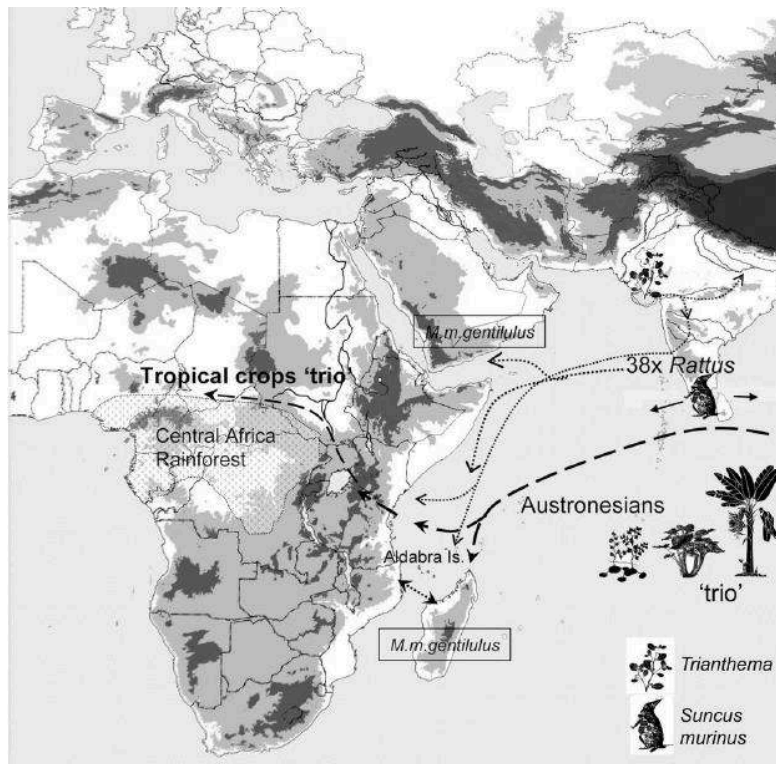 M.m.gentilulus
38x Rattus
Tropical crops 'trio'
Central Africa
Rainforest
Austronesians
Aldabra Is.
'trio'
M.m.gentilulus
Trianthema
Suncus
murinus